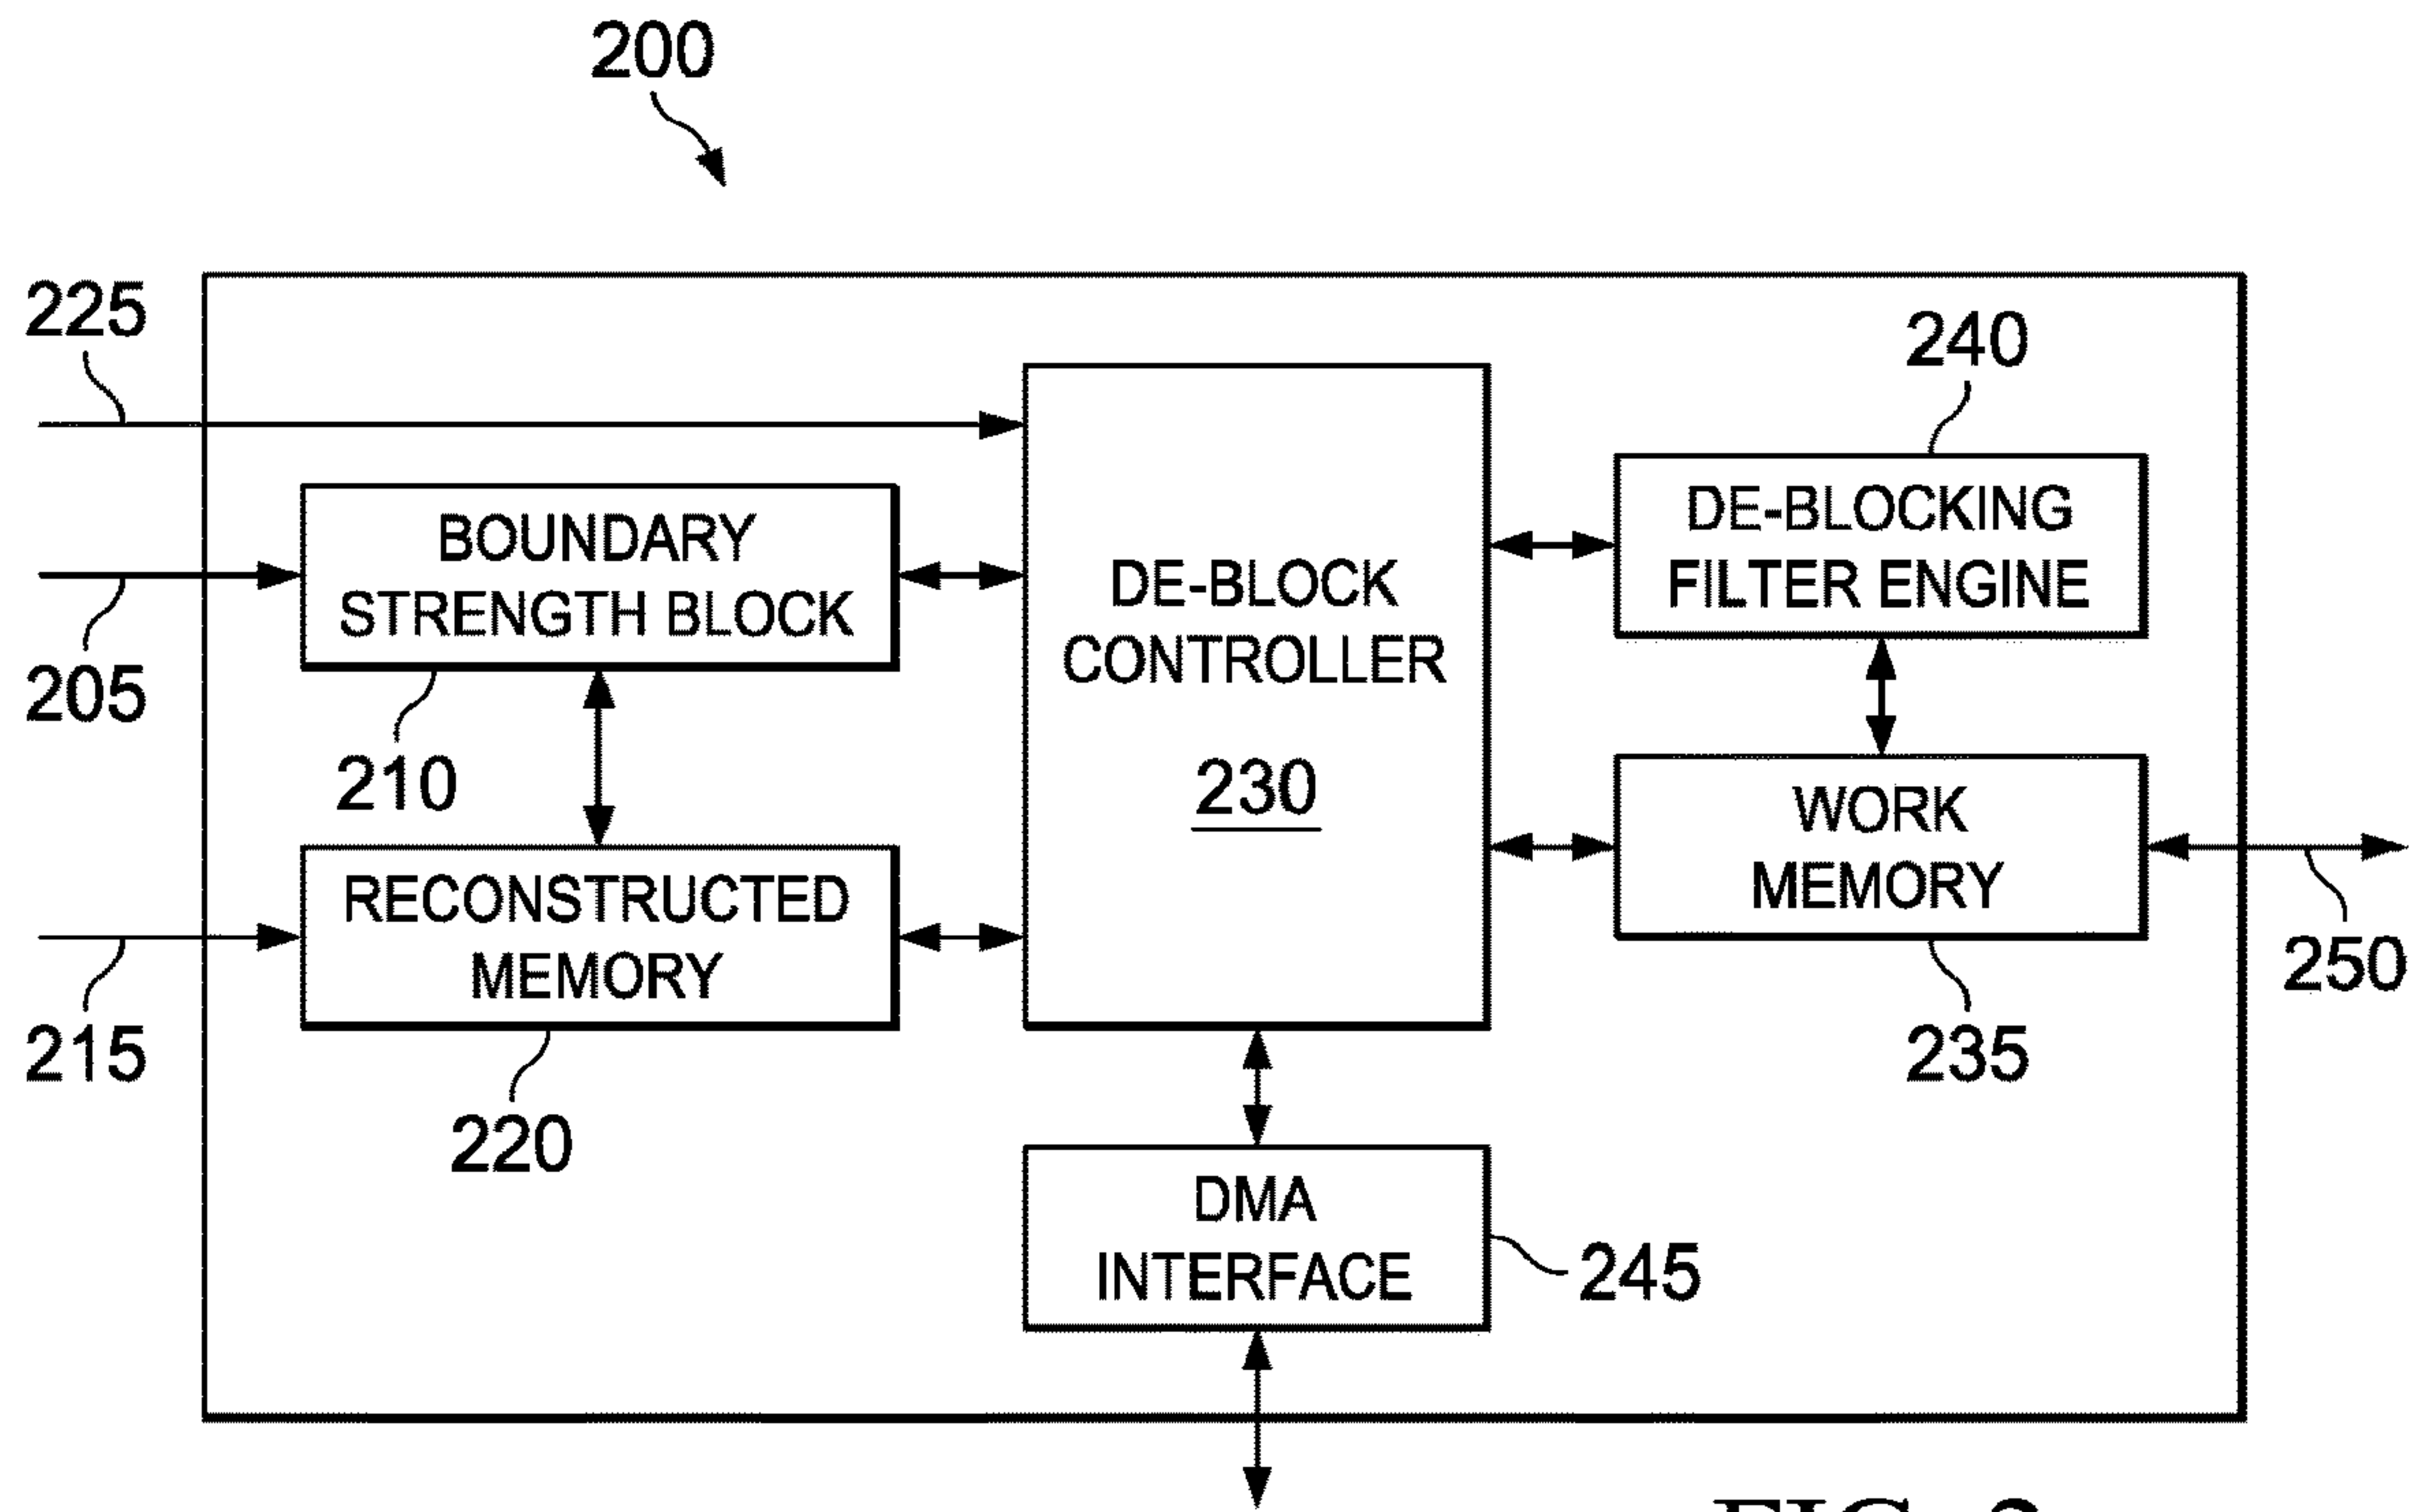 200
225
240
BOUNDARY
STRENGTH BLOCK
DE-BLOCK
CONTROLLER
230
DE-BLOCKING
FILTER ENGINE
205
210
WORK
MEMORY
RECONSTRUCTED
MEMORY
250
215
235
220
DMA
INTERFACE
245